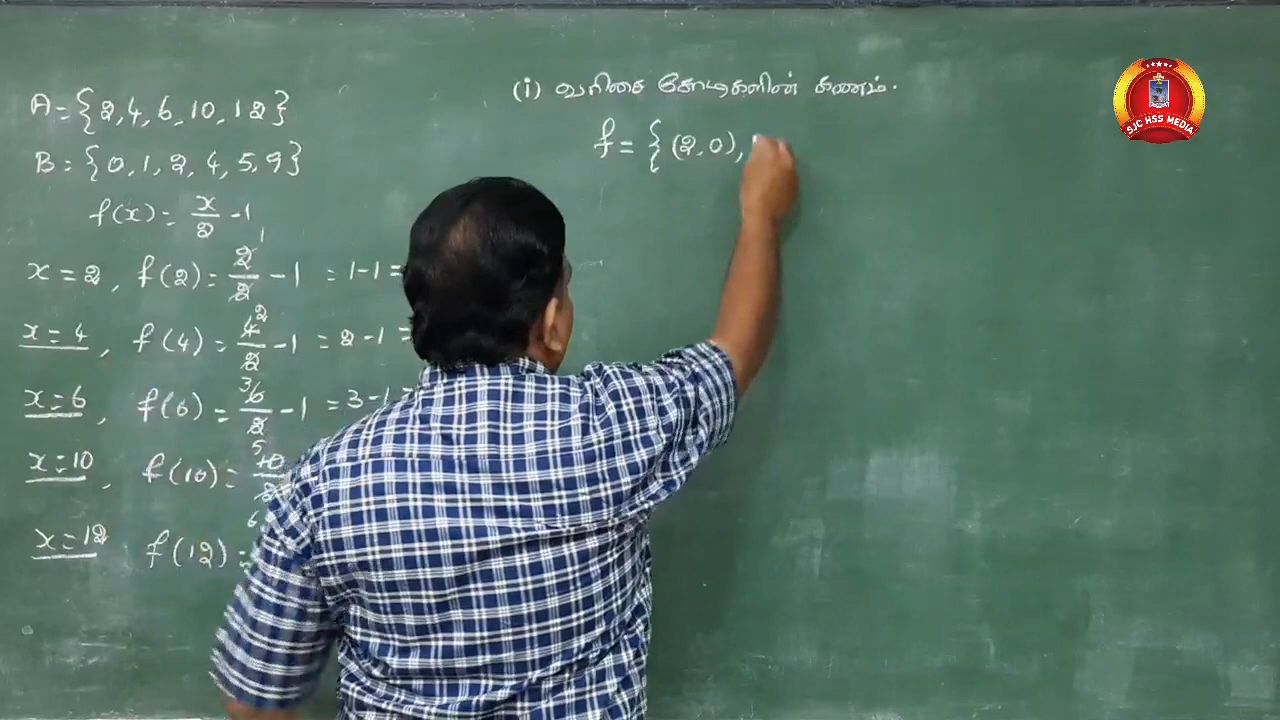 A = {2, 4, 6, 10, 12}
B = {0, 1, 2, 4, 5, 9}
f(x) = x/2 - 1
x = 2, f(2) = 2/2 - 1 = 1 - 1 =
x = 4, f(4) = 4/2 - 1 = 2 - 1 =
x = 6, f(6) = 6/2 - 1 = 3 - 1 =
x = 10, f(10) = 10/2
x = 12 f(12) =
(i) வரிசை சோடிகளின் கணம்.
f = { (2, 0),
SJC HSS MEDIA